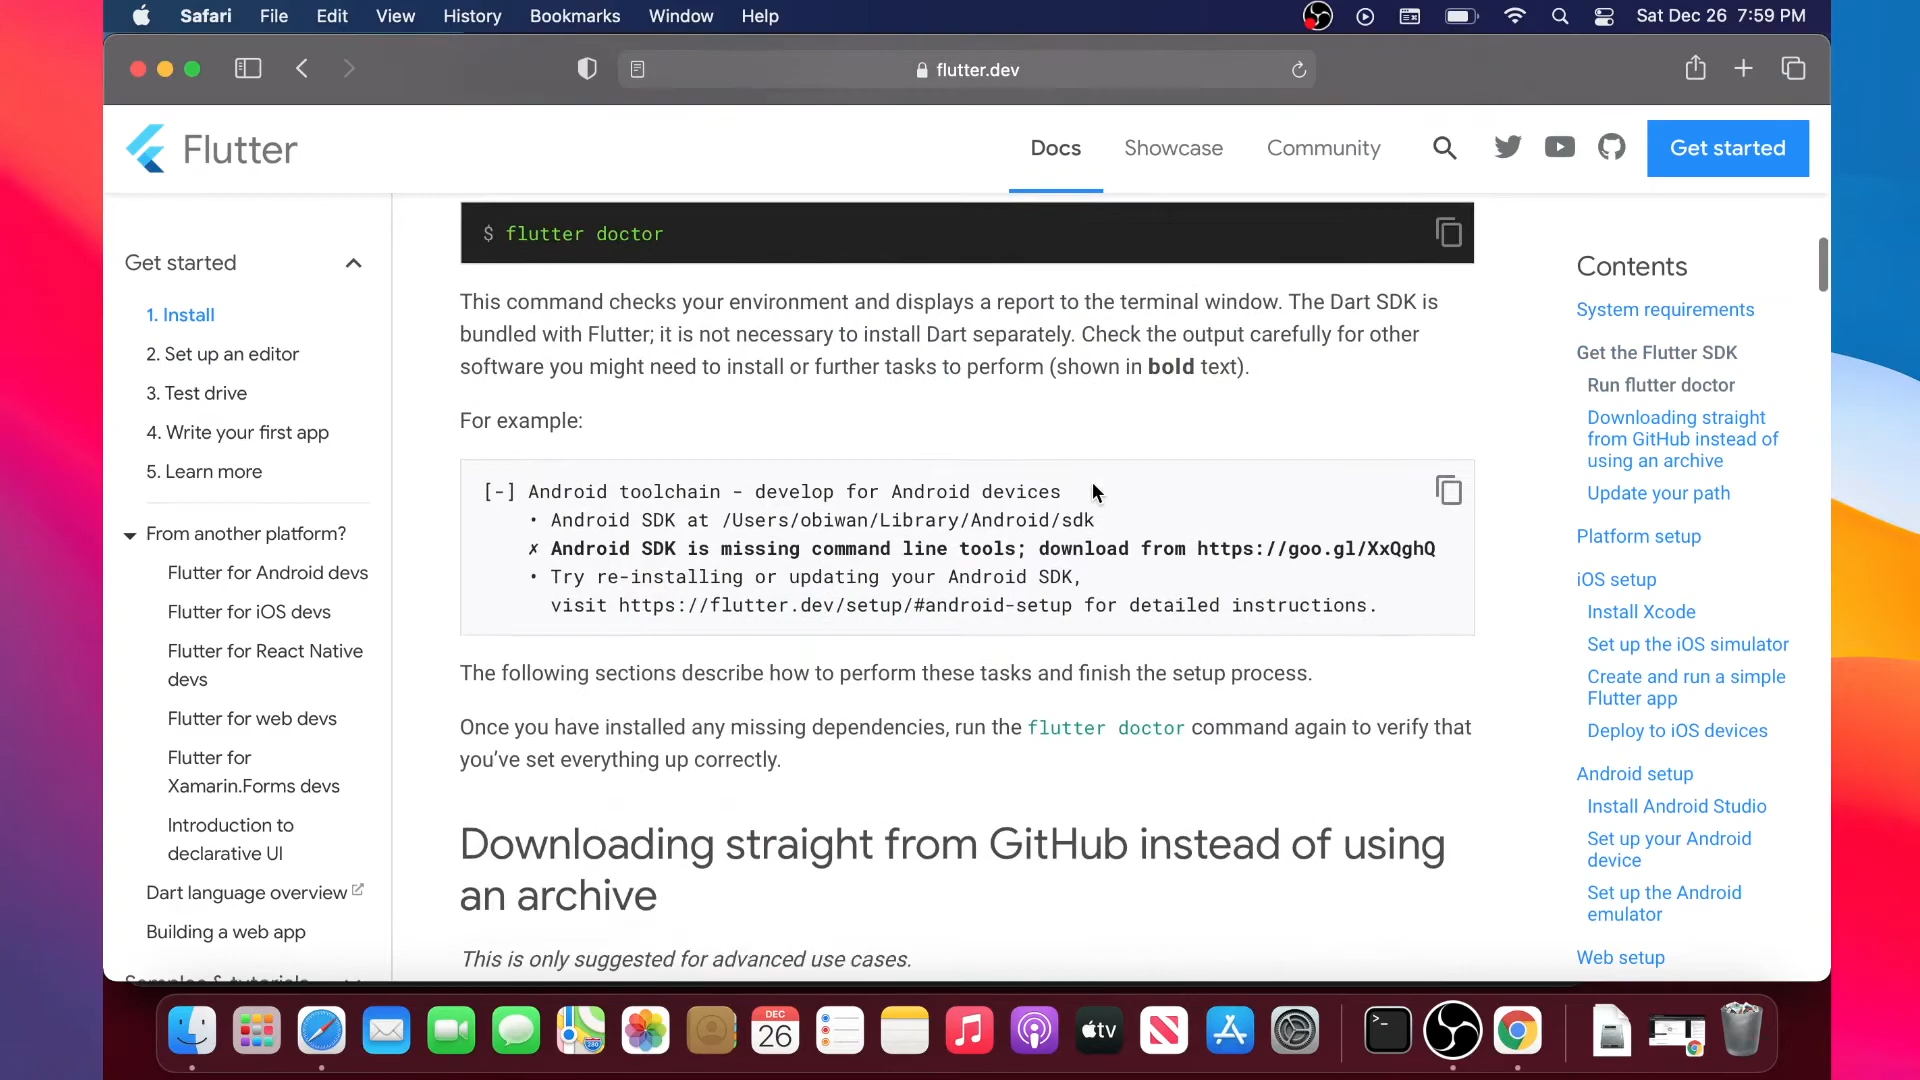 Safari File Edit View History Bookmarks Window Help Sat Dec 26 7:59 PM
flutter.dev
Flutter
Docs Showcase Community Get started
Get started
1. Install
2. Set up an editor
3. Test drive
4. Write your first app
5. Learn more
From another platform?
Flutter for Android devs
Flutter for iOS devs
Flutter for React Native
devs
Flutter for web devs
Flutter for
Xamarin.Forms devs
Introduction to
declarative UI
Dart language overview
Building a web app
Samples & tutorials
$ flutter doctor
This command checks your environment and displays a report to the terminal window. The Dart SDK is
bundled with Flutter; it is not necessary to install Dart separately. Check the output carefully for other
software you might need to install or further tasks to perform (shown in bold text).
For example:
[-] Android toolchain - develop for Android devices
• Android SDK at /Users/obiwan/Library/Android/sdk
✗ Android SDK is missing command line tools; download from https://goo.gl/XxQghQ
• Try re-installing or updating your Android SDK,
visit https://flutter.dev/setup/#android-setup for detailed instructions.
The following sections describe how to perform these tasks and finish the setup process.
Once you have installed any missing dependencies, run the flutter doctor command again to verify that
you’ve set everything up correctly.
Downloading straight from GitHub instead of using
an archive
This is only suggested for advanced use cases.
Contents
System requirements
Get the Flutter SDK
Run flutter doctor
Downloading straight
from GitHub instead of
using an archive
Update your path
Platform setup
iOS setup
Install Xcode
Set up the iOS simulator
Create and run a simple
Flutter app
Deploy to iOS devices
Android setup
Install Android Studio
Set up your Android
device
Set up the Android
emulator
Web setup
DEC
26
tv
280
>_